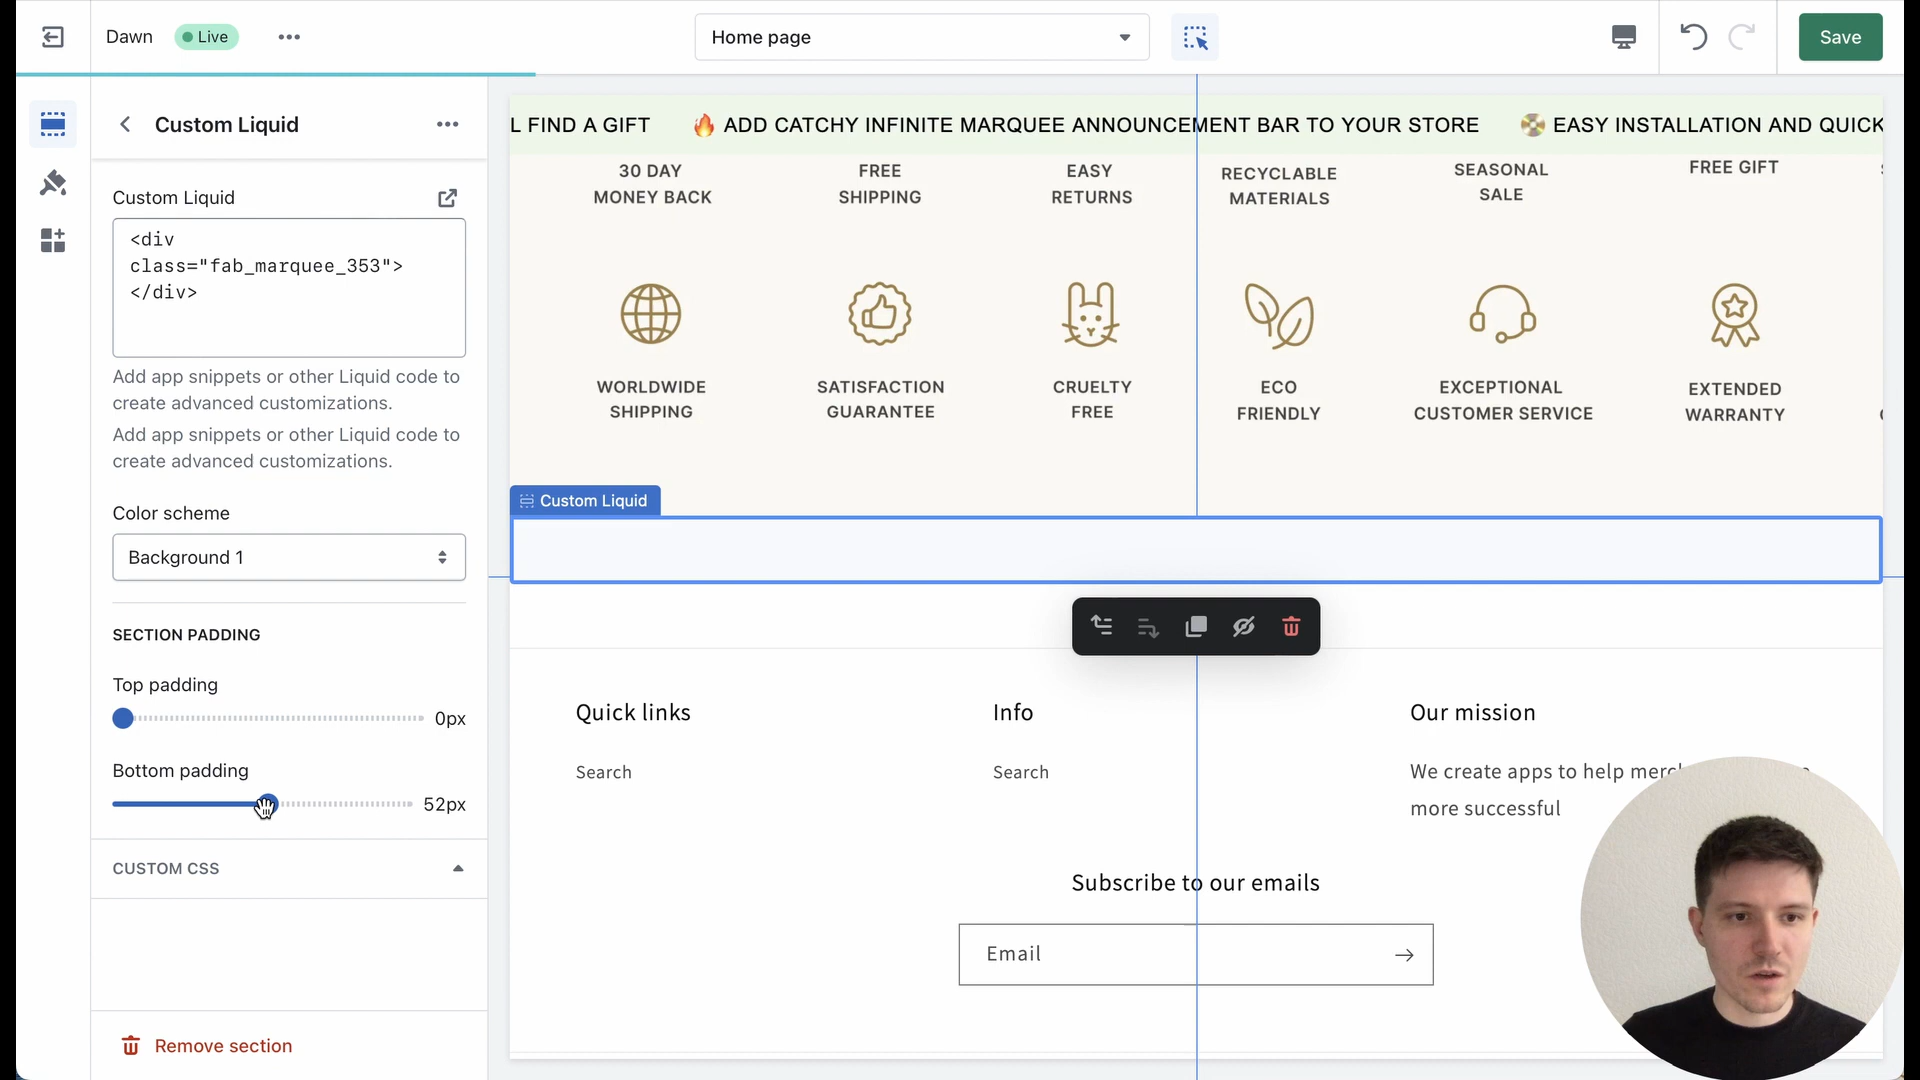 Dawn
Live
Home page
Save
Custom Liquid
Custom Liquid
<div
class="fab_marquee_353">
</div>
Add app snippets or other Liquid code to
create advanced customizations.
Add app snippets or other Liquid code to
create advanced customizations.
Color scheme
Background 1
SECTION PADDING
Top padding
0px
Bottom padding
52px
CUSTOM CSS
Remove section
L FIND A GIFT
ADD CATCHY INFINITE MARQUEE ANNOUNCEMENT BAR TO YOUR STORE
EASY INSTALLATION AND QUICK
30 DAY
MONEY BACK
FREE
SHIPPING
EASY
RETURNS
RECYCLABLE
MATERIALS
SEASONAL
SALE
FREE GIFT
WORLDWIDE
SHIPPING
SATISFACTION
GUARANTEE
CRUELTY
FREE
ECO
FRIENDLY
EXCEPTIONAL
CUSTOMER SERVICE
EXTENDED
WARRANTY
Custom Liquid
Quick links
Search
Info
Search
Our mission
We create apps to help
more successful
Subscribe to our emails
Email